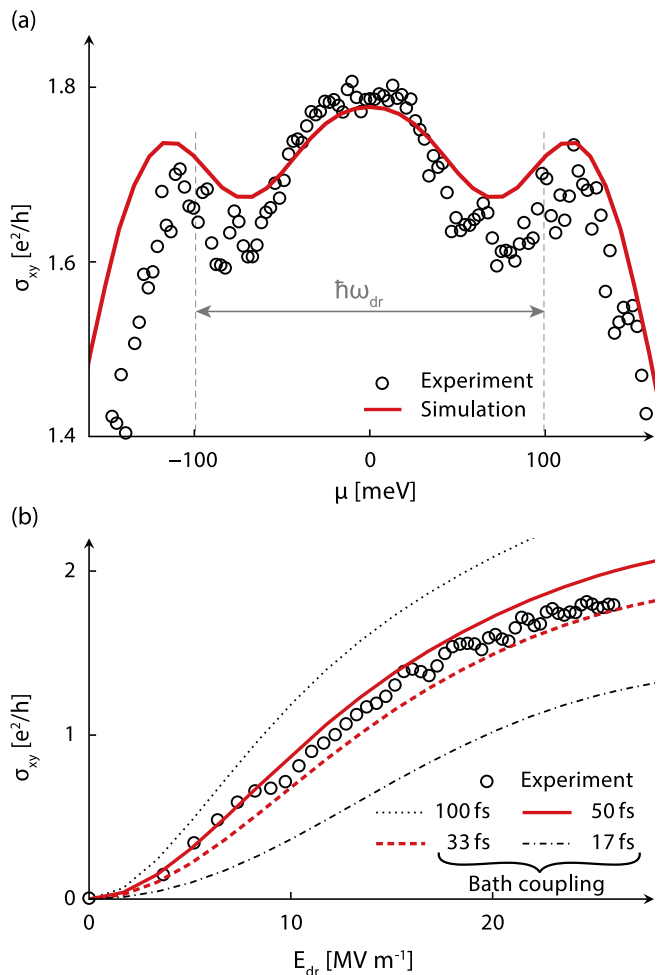 (a)
1.8
1.6
1.4
σxy [e²/h]
ħωdr
Experiment
Simulation
−100
0
100
μ [meV]
(b)
2
1
0
σxy [e²/h]
Experiment
100 fs
50 fs
33 fs
17 fs
Bath coupling
0
10
20
Edr [MV m⁻¹]